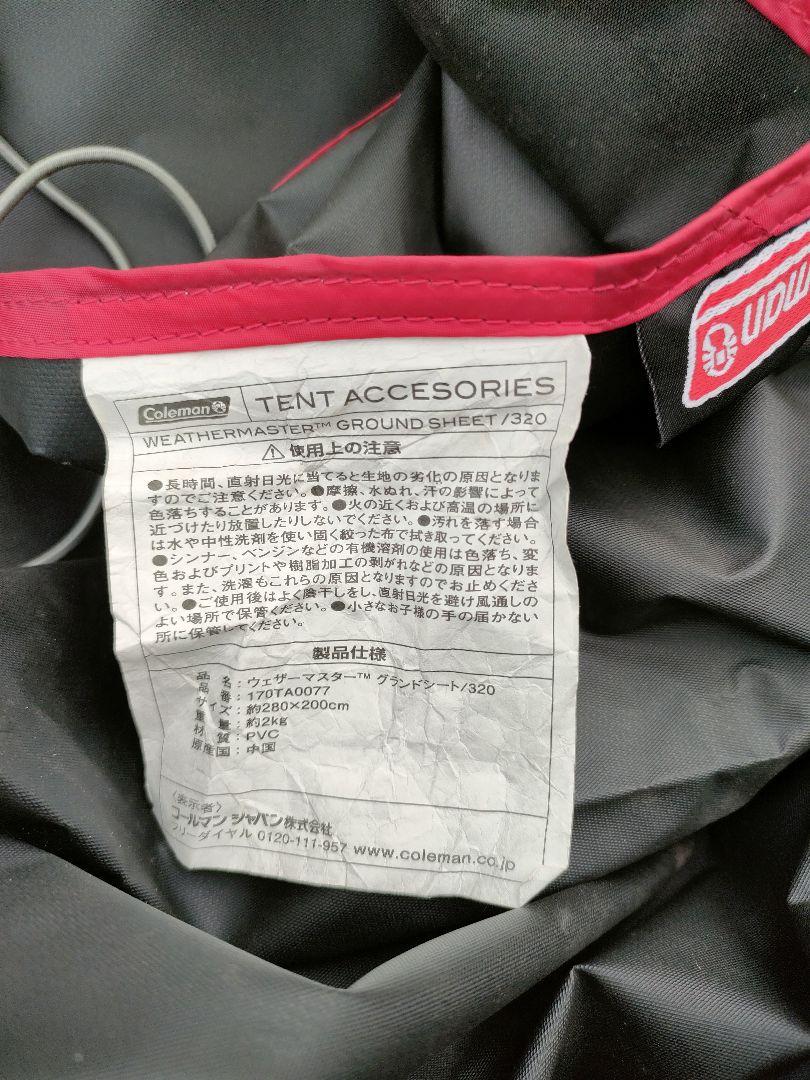 Coleman TENT ACCESORIES
WEATHERMASTER™ GROUND SHEET/320
⚠ 使用上の注意
●長時間、直射日光に当てると生地の劣化の原因となりま
すのでご注意ください。●摩擦、水ぬれ、汗の影響によって
色落ちすることがあります。●火の近くおよび高温の場所に
近づけたり放置したりしないでください。●汚れを落す場合
は水や中性洗剤を使い固く絞った布で拭き取ってください。
●シンナー、ベンジンなどの有機溶剤の使用は色落ち、変
色およびプリントや樹脂加工の剥がれなどの原因となりま
す。また、洗濯もこれらの原因となりますのでお止めくださ
い。●ご使用後はよく陰干しをし、直射日光を避け風通しの
よい場所で保管ください。●小さなお子様の手の届かない
所に保管してください。
製品仕様
品名：ウェザーマスター™ グランドシート/320
品番：170TA0077
サイズ：約280×200cm
重量：約2kg
材質：PVC
原産国：中国
〈表示者〉
コールマン ジャパン株式会社
フリーダイヤル 0120-111-957 www.coleman.co.jp